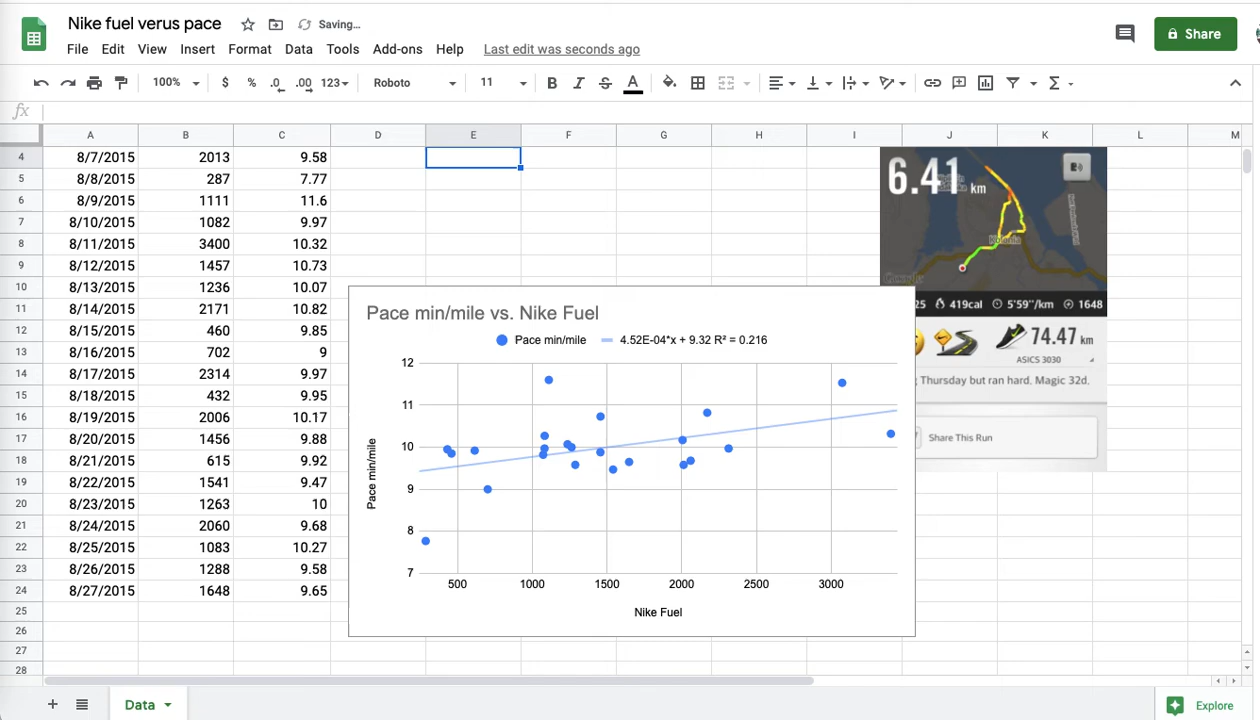 Nike fuel verus pace
Saving...
File Edit View Insert Format Data Tools Add-ons Help Last edit was seconds ago
Share
100% $ % .0 .00 123 Roboto 11 B I S A
fx
A B C D E F G H I J K L M
4 8/7/2015 2013 9.58
5 8/8/2015 287 7.77
6 8/9/2015 1111 11.6
7 8/10/2015 1082 9.97
8 8/11/2015 3400 10.32
9 8/12/2015 1457 10.73
10 8/13/2015 1236 10.07
11 8/14/2015 2171 10.82
12 8/15/2015 460 9.85
13 8/16/2015 702 9
14 8/17/2015 2314 9.97
15 8/18/2015 432 9.95
16 8/19/2015 2006 10.17
17 8/20/2015 1456 9.88
18 8/21/2015 615 9.92
19 8/22/2015 1541 9.47
20 8/23/2015 1263 10
21 8/24/2015 2060 9.68
22 8/25/2015 1083 10.27
23 8/26/2015 1288 9.58
24 8/27/2015 1648 9.65
25
26
27
28
Pace min/mile vs. Nike Fuel
Pace min/mile 4.52E-04*x + 9.32 R² = 0.216
12
11
10
9
8
7
Pace min/mile
500 1000 1500 2000 2500 3000
Nike Fuel
6.41 km
Google
25 419cal 5'59"/km 1648
74.47 km
ASICS 3030
Thursday but ran hard. Magic 32d.
Share This Run
Data
Explore